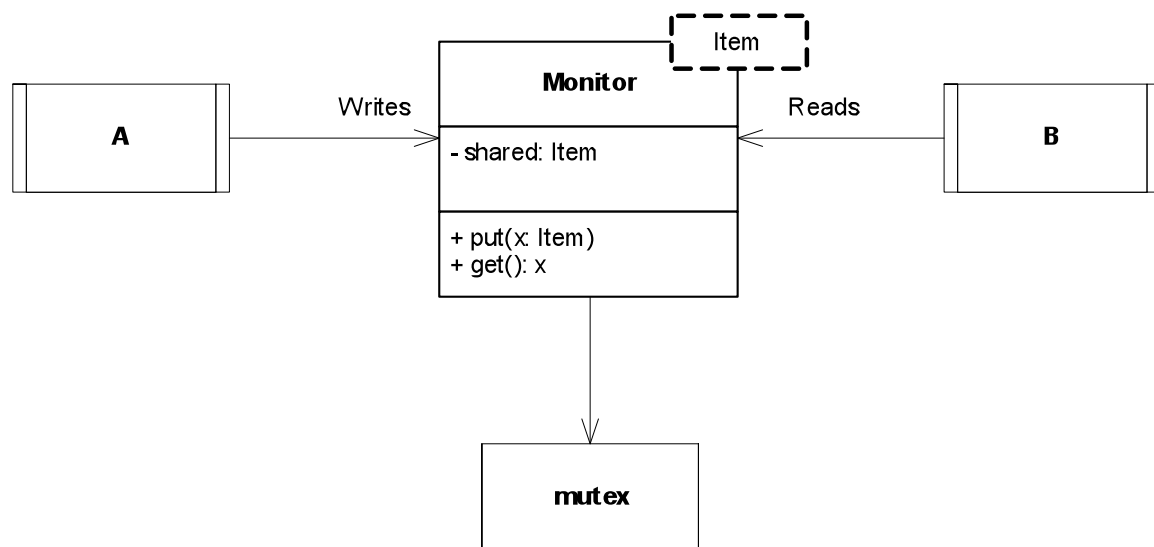 Item
Monitor
Writes
Reads
A
B
- shared: Item
+ put(x: Item)
+ get(): x
mutex